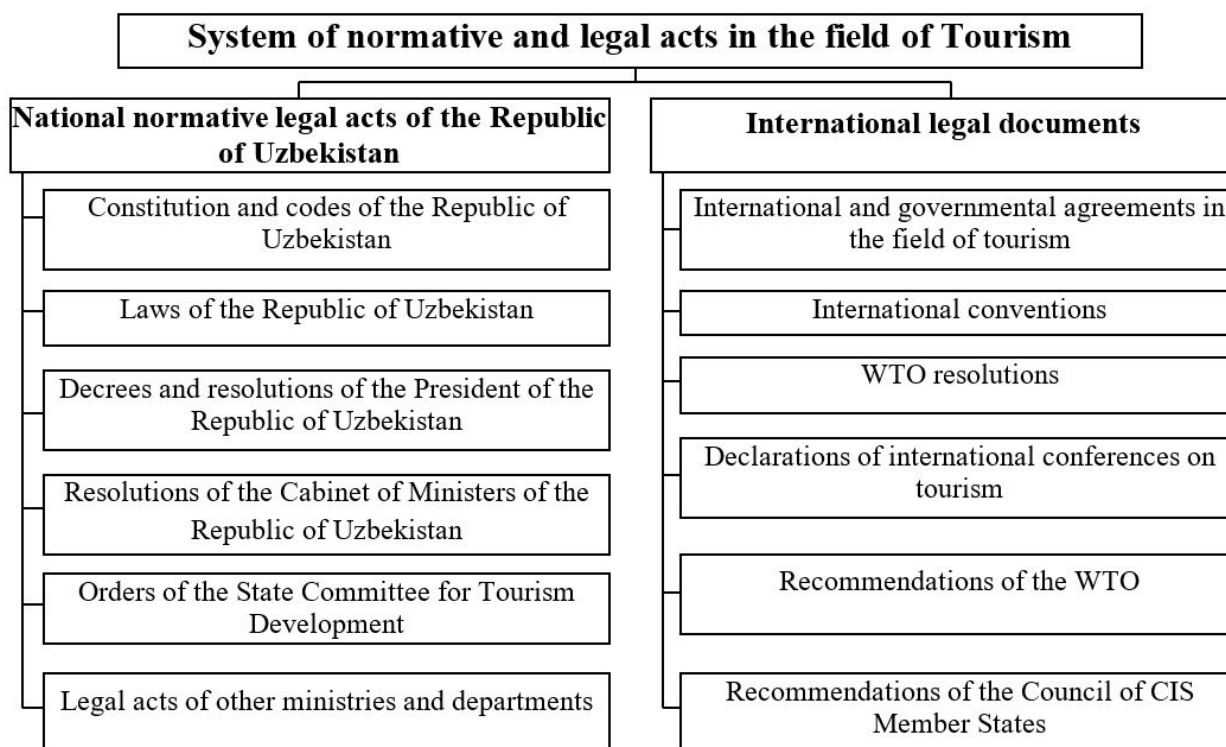 System of normative and legal acts in the field of Tourism
National normative legal acts of the Republic
of Uzbekistan
Constitution and codes of the Republic of
Uzbekistan
Laws of the Republic of Uzbekistan
Decrees and resolutions of the President of the
Republic of Uzbekistan
Resolutions of the Cabinet of Ministers of the
Republic of Uzbekistan
Orders of the State Committee for Tourism
Development
Legal acts of other ministries and departments
International legal documents
International and governmental agreements in
the field of tourism
International conventions
WTO resolutions
Declarations of international conferences on
tourism
Recommendations of the WTO
Recommendations of the Council of CIS
Member States